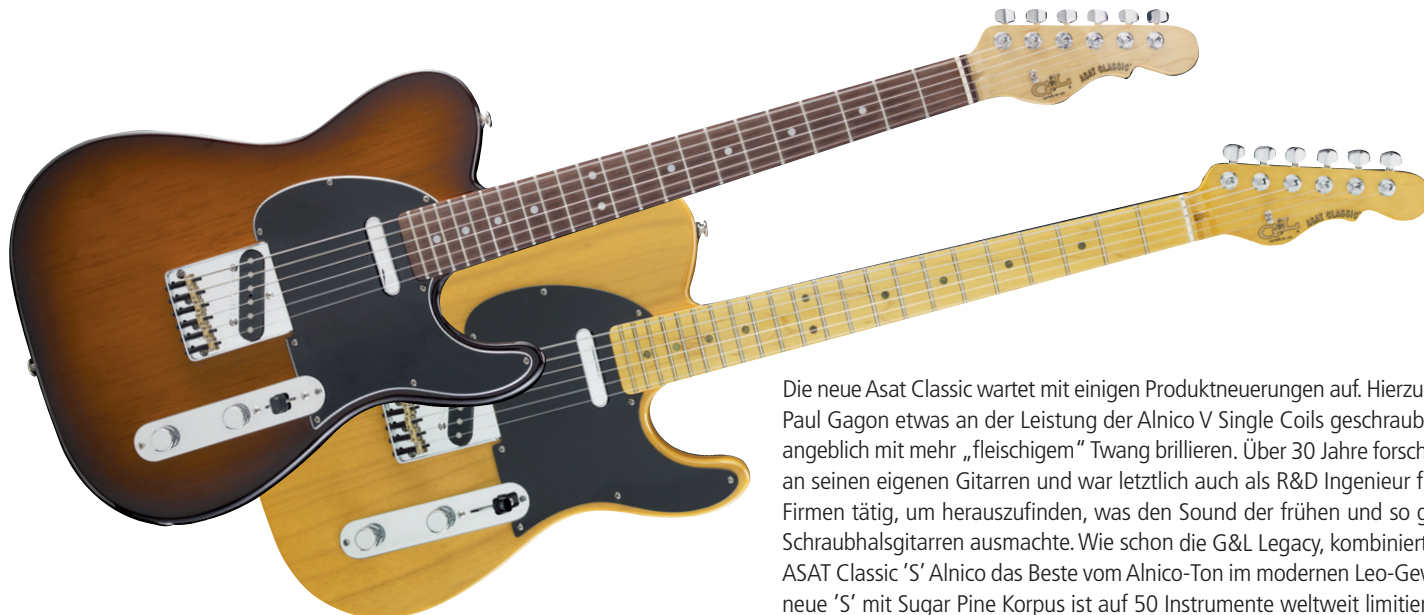 G&L
ASAT CLASSIC
G&L
ASAT CLASSIC
Die neue Asat Classic wartet mit einigen Produktneuerungen auf. Hierzu
Paul Gagon etwas an der Leistung der Alnico V Single Coils geschraub
angeblich mit mehr „fleischigem“ Twang brillieren. Über 30 Jahre forsch
an seinen eigenen Gitarren und war letztlich auch als R&D Ingenieur f
Firmen tätig, um herauszufinden, was den Sound der frühen und so g
Schraubhalsgitarren ausmachte. Wie schon die G&L Legacy, kombiniert
ASAT Classic ’S’ Alnico das Beste vom Alnico-Ton im modernen Leo-Gew
neue ’S’ mit Sugar Pine Korpus ist auf 50 Instrumente weltweit limitier